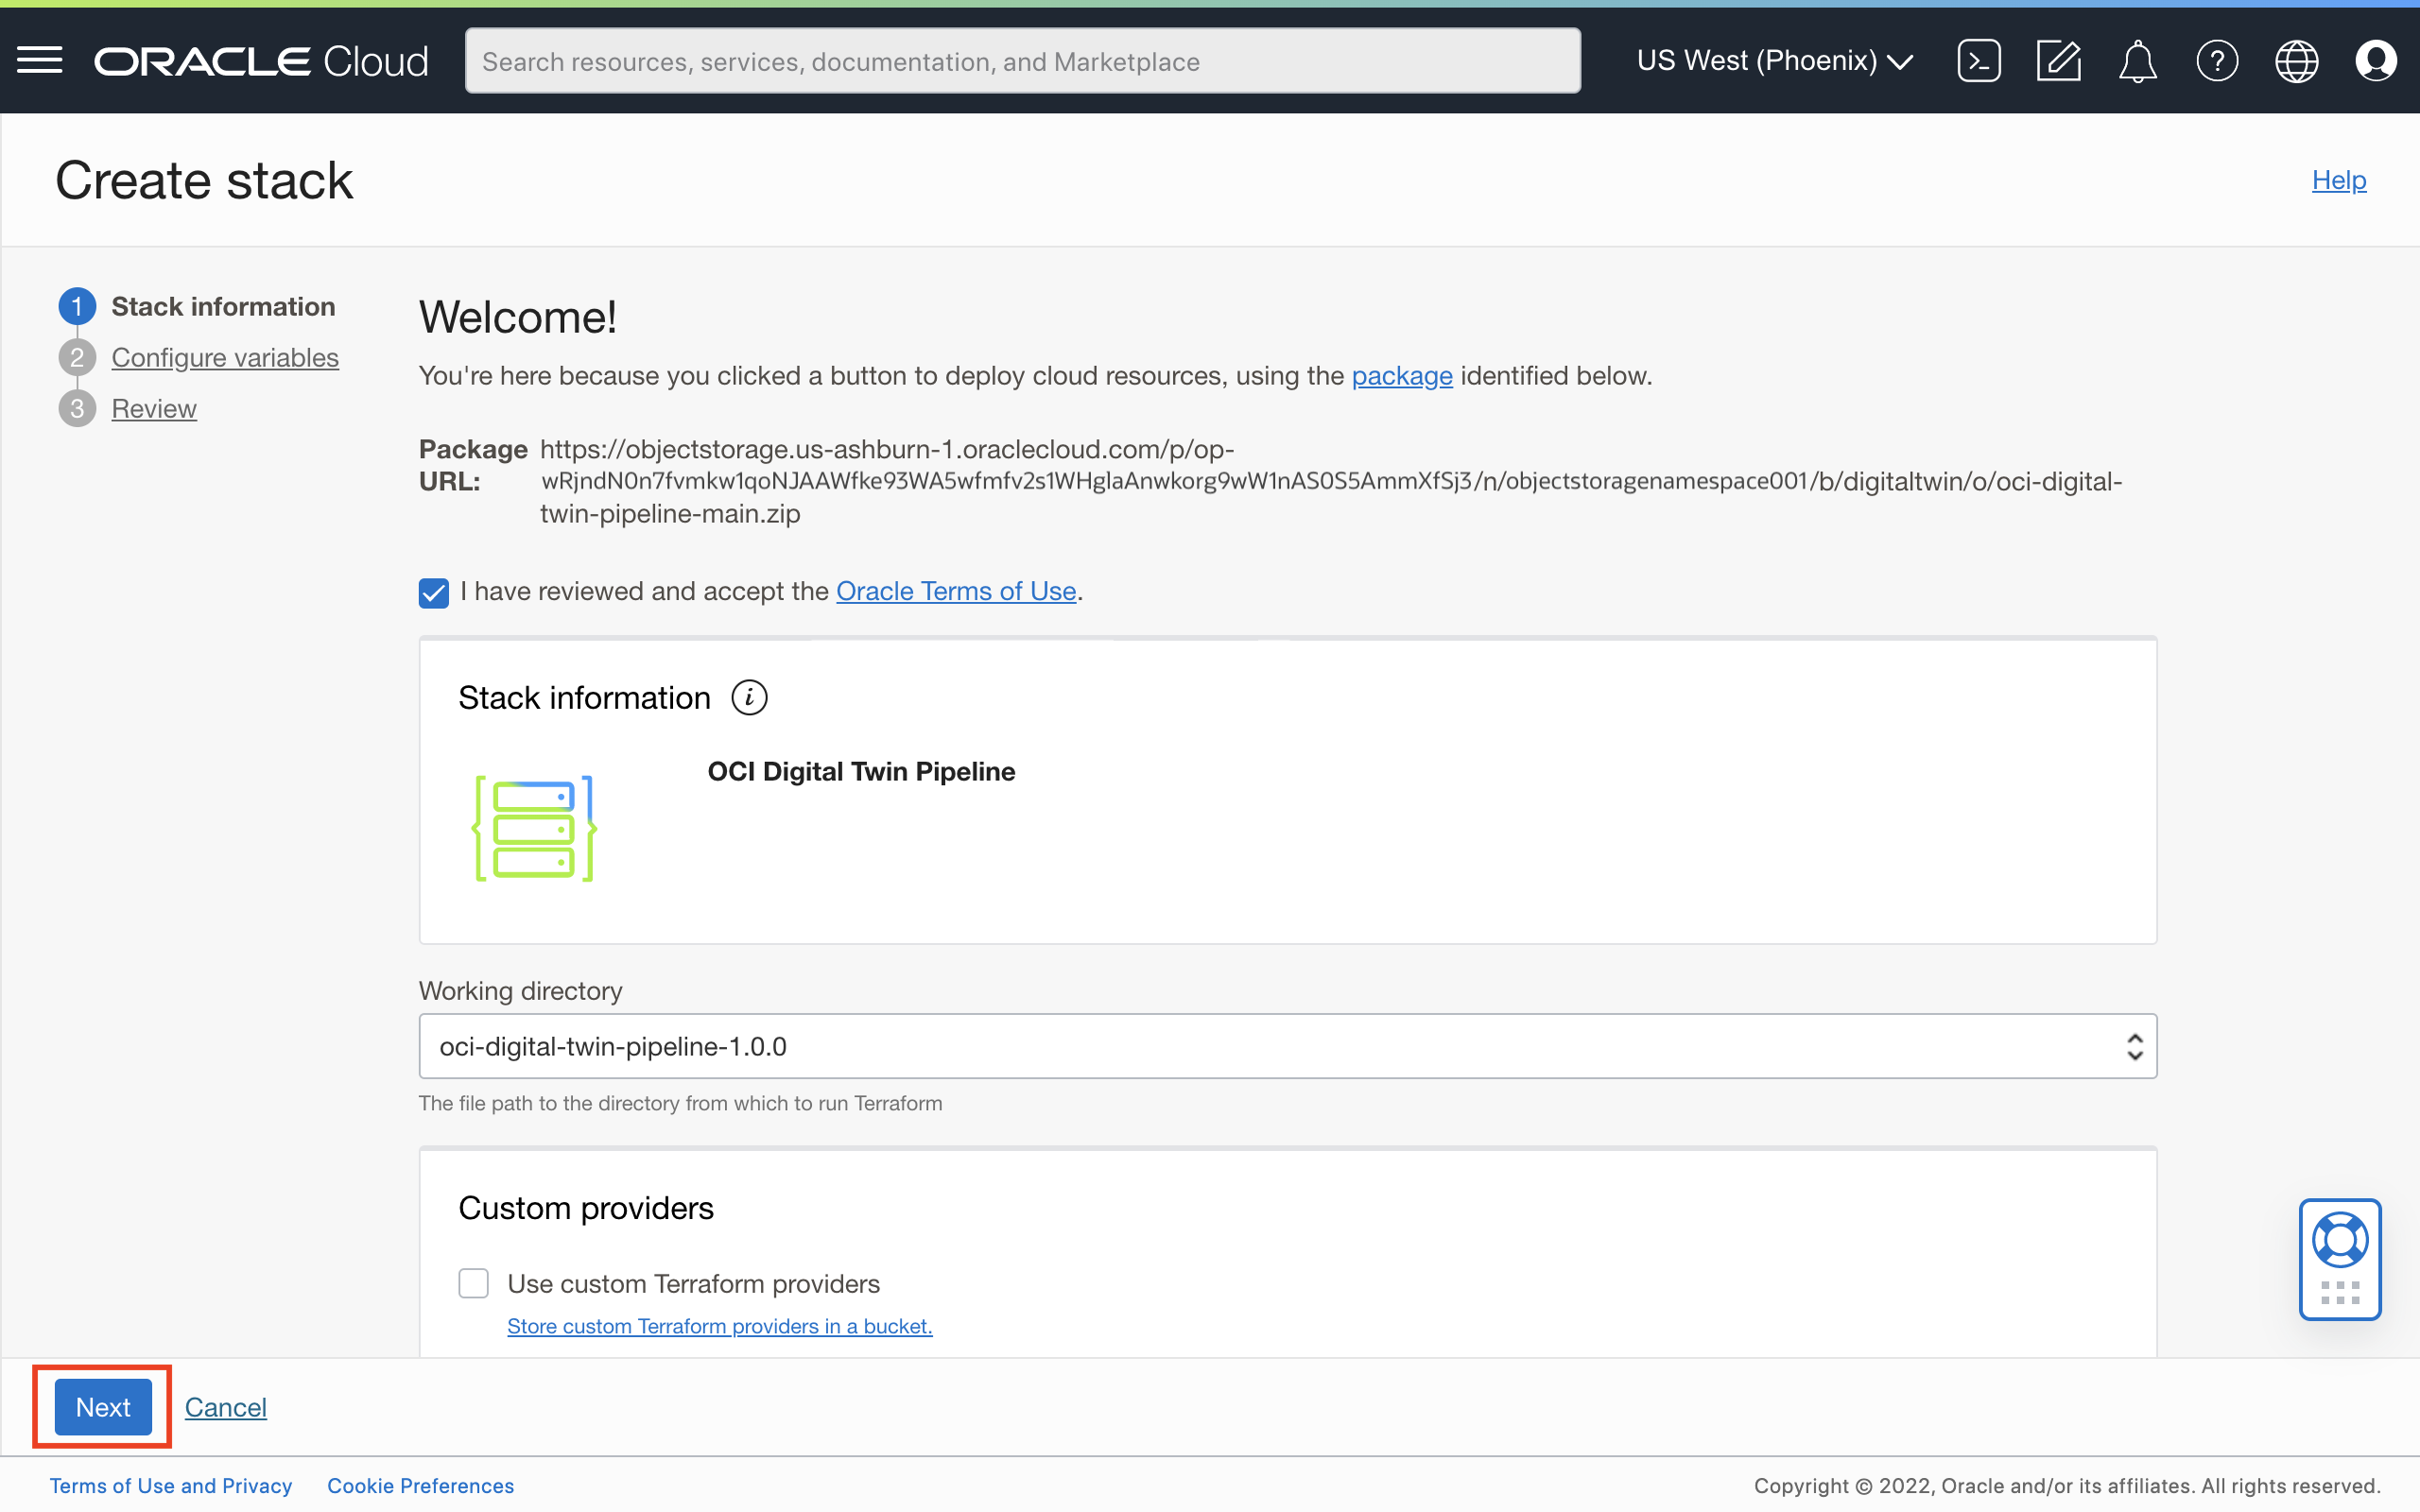 ORACLE Cloud
Search resources, services, documentation, and Marketplace
US West (Phoenix)
Create stack
Help
1 Stack information
2 Configure variables
3 Review
Welcome!
You're here because you clicked a button to deploy cloud resources, using the package identified below.
Package URL: https://objectstorage.us-ashburn-1.oraclecloud.com/p/op-
wRjndN0n7fvmkw1qoNJAAWfke93WA5wfmfv2s1WHglaAnwkorg9wW1nAS0S5AmmXfSj3/n/objectstoragenamespace001/b/digitaltwin/o/oci-digital-
twin-pipeline-main.zip
I have reviewed and accept the Oracle Terms of Use.
Stack information
OCI Digital Twin Pipeline
Working directory
oci-digital-twin-pipeline-1.0.0
The file path to the directory from which to run Terraform
Custom providers
Use custom Terraform providers
Store custom Terraform providers in a bucket.
Next
Cancel
Terms of Use and Privacy
Cookie Preferences
Copyright © 2022, Oracle and/or its affiliates. All rights reserved.